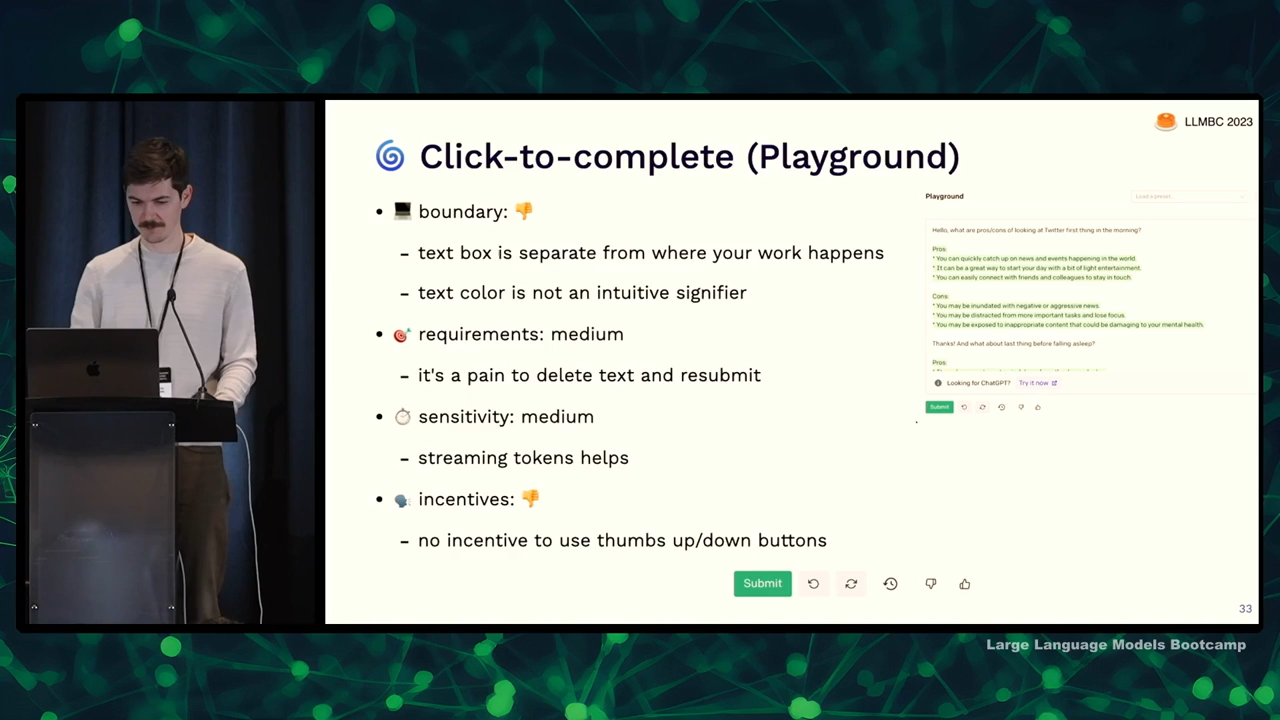 LLMBC 2023
Click-to-complete (Playground)
• boundary:
– text box is separate from where your work happens
– text color is not an intuitive signifier
• requirements: medium
– it's a pain to delete text and resubmit
• sensitivity: medium
– streaming tokens helps
• incentives:
– no incentive to use thumbs up/down buttons
Playground
Load a preset...
Hello, what are pros/cons of looking at Twitter first thing in the morning?
Pros:
* You can quickly catch up on news and events happening in the world.
* It can be a great way to start your day with a bit of light entertainment.
* You can easily connect with friends and colleagues to stay in touch.
Cons:
* You may be inundated with negative or aggressive news.
* You may be distracted from more important tasks and lose focus.
* You may be exposed to inappropriate content that could be damaging to your mental health.
Thanks! And what about last thing before falling asleep?
Pros:
Looking for ChatGPT? Try it now
Submit
Submit
33
Large Language Models Bootcamp